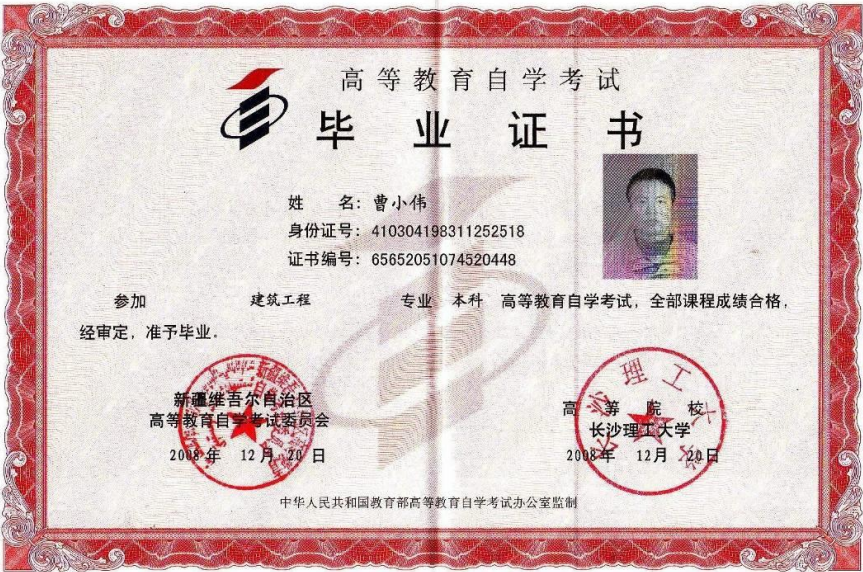 高等教育自学考试
毕业证书
姓 名：曹小伟
身份证号：410304198311252518
证书编号：65652051074520448
参加 建筑工程 专业 本科 高等教育自学考试，全部课程成绩合格，
经审定，准予毕业．
新疆维吾尔自治区
高等教育自学考试委员会
2008年 12月 20日
高等院校
长沙理工大学
长沙理工大学
2008年 12月 20日
中华人民共和国教育部高等教育自学考试办公室监制